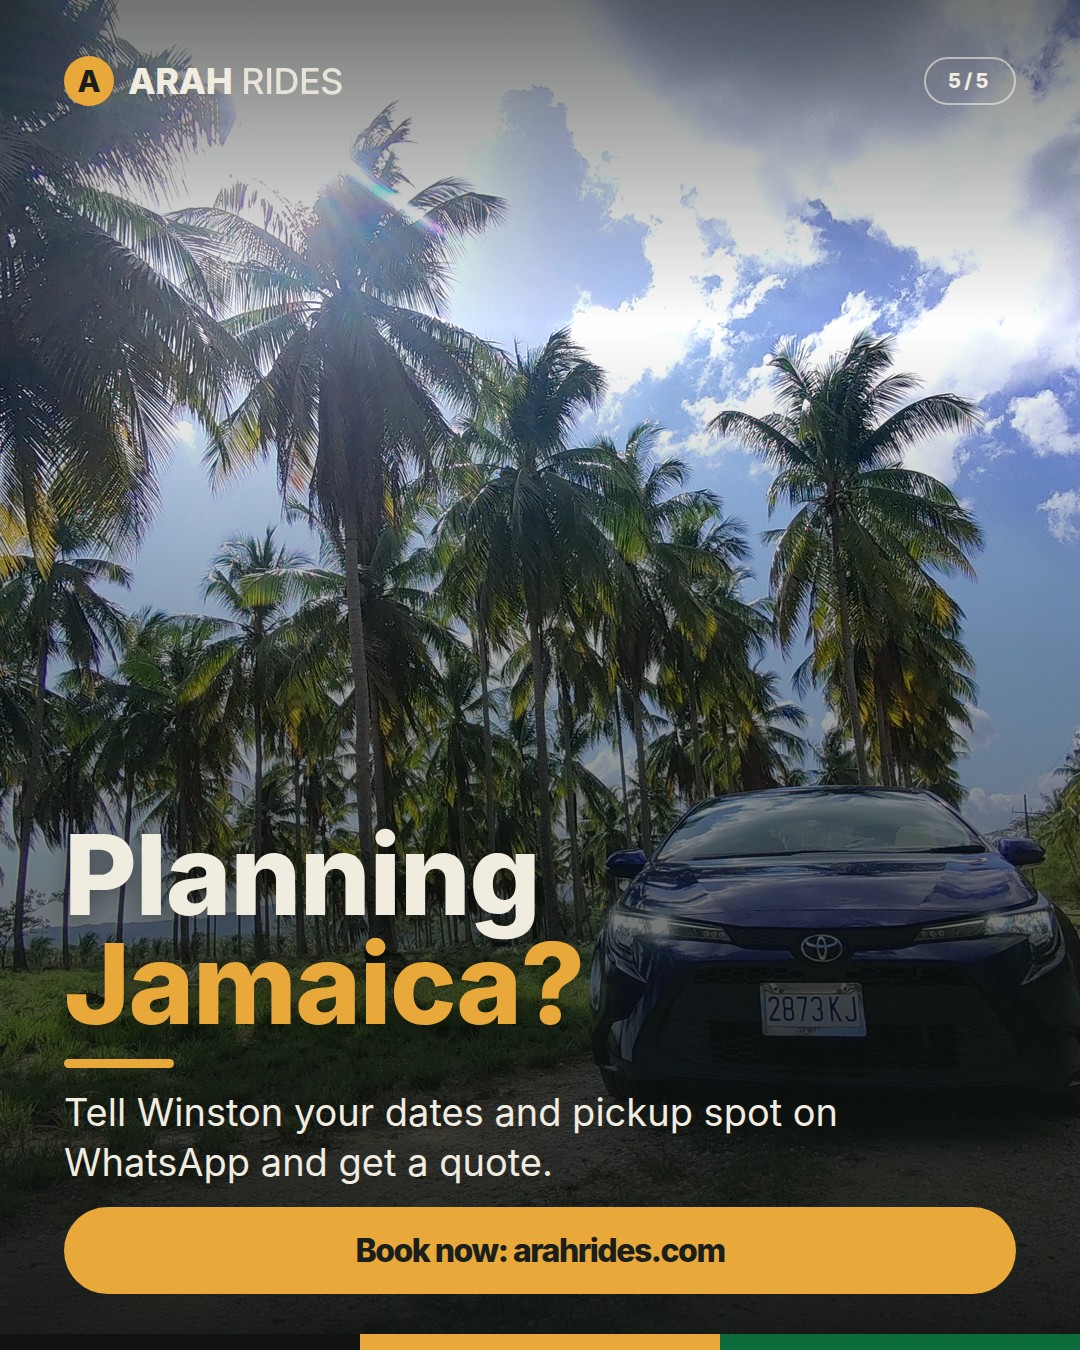 A ARAH RIDES
5/5
2873KJ
Planning
Jamaica?
Tell Winston your dates and pickup spot on
WhatsApp and get a quote.
Book now: arahrides.com